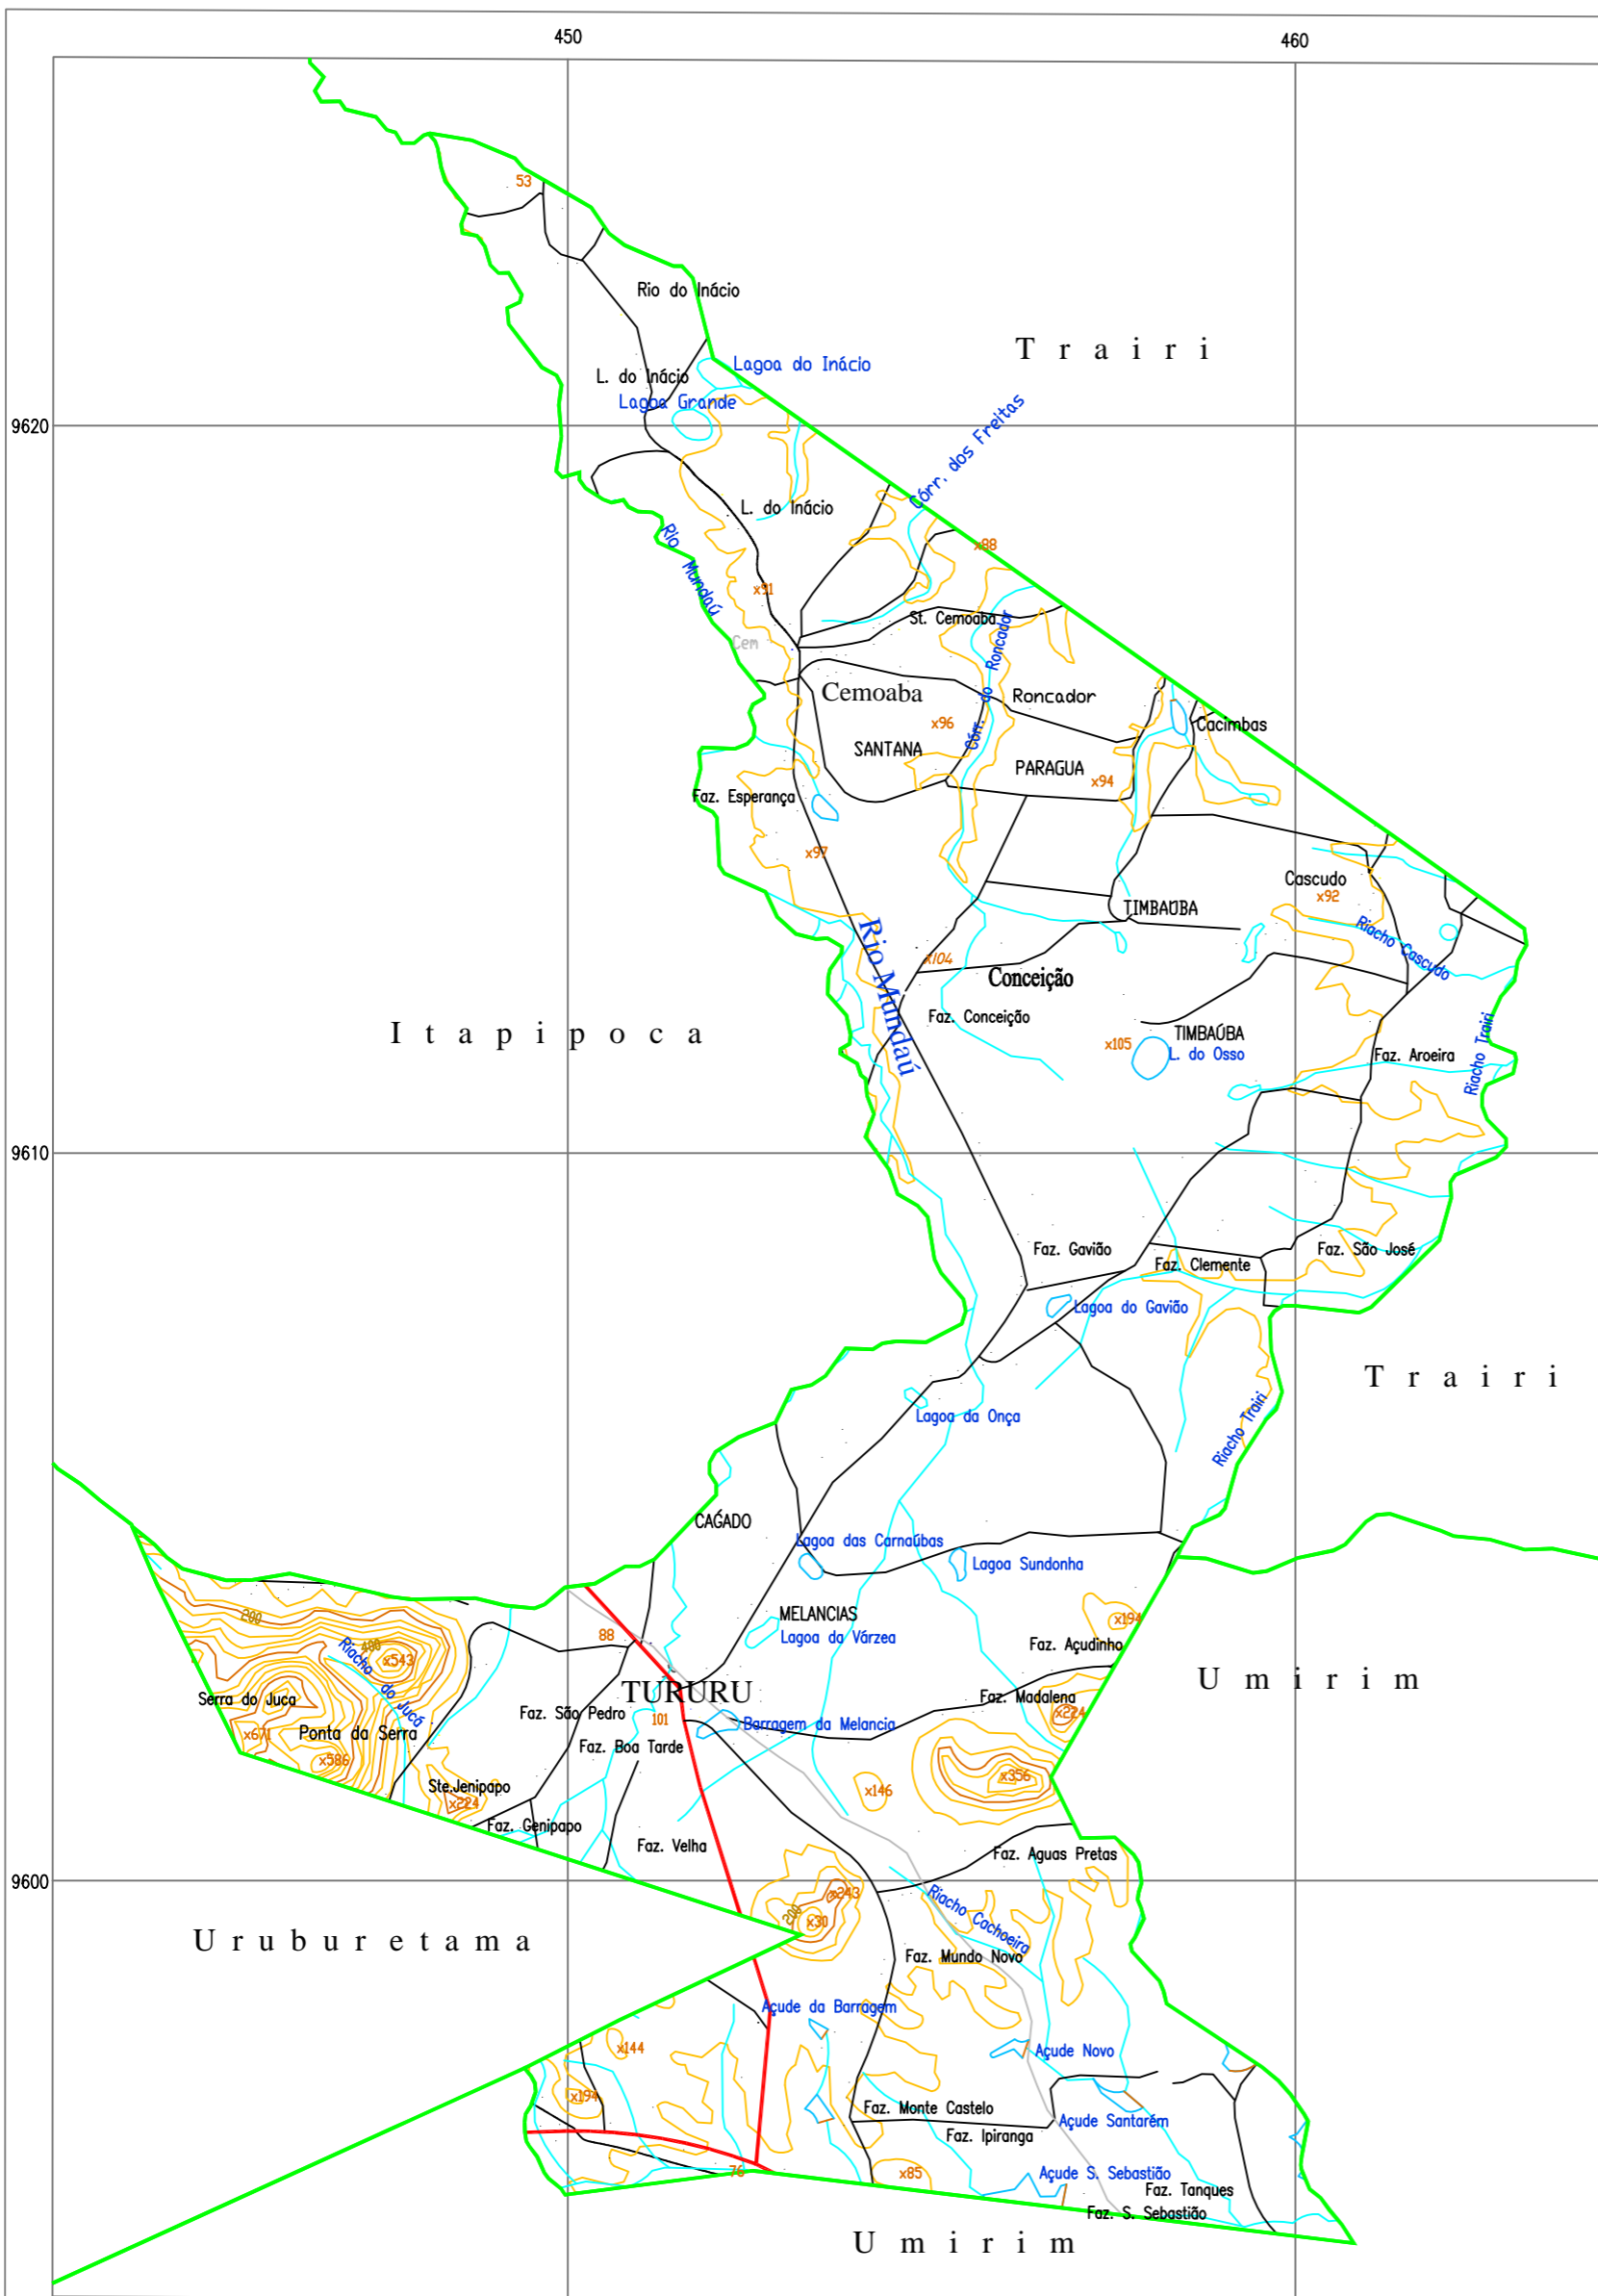 450
460
53
Rio do Inácio
Trairi
Lagoa do Inácio
L. do Inácio
Lagoa Grande
9620
Córr. dos Freitas
L. do Inácio
Rio Mundaú
x88
x91
St. Cemoaba
Cem
Córr. do Roncador
Cemoaba
Roncador
x96
Cacimbas
SANTANA
PARAGUA
x94
Faz. Esperança
x97
Cascudo
x92
TIMBAÚBA
Riacho Cascudo
Rio Mundaú
x104
Conceição
Faz. Conceição
Itapipoca
TIMBAÚBA
x105
L. do Osso
Faz. Aroeira
Riacho Trairi
9610
Faz. Gavião
Faz. São José
Faz. Clemente
Lagoa do Gavião
Trairi
Lagoa da Onça
Riacho Trairi
CAGADO
Lagoa das Carnaúbas
Lagoa Sundonha
200
MELANCIAS
x194
88
Lagoa da Várzea
400
Faz. Açudinho
x543
Riacho do Jucá
Umirim
TURURU
Serra do Juca
Faz. Madalena
Faz. São Pedro
101
x224
Barragem da Melancia
x671
Ponta da Serra
Faz. Boa Tarde
x586
x356
Ste.Jenipapo
x146
x224
Faz. Genipapo
Faz. Velha
Faz. Aguas Pretas
9600
x243
200
x30
Riacho Cachoeira
Uruburetama
Faz. Mundo Novo
Açude da Barragem
x144
Açude Novo
x194
Faz. Monte Castelo
Açude Santarém
Faz. Ipiranga
76
x85
Açude S. Sebastião
Faz. Tanques
Faz. S. Sebastião
Umirim